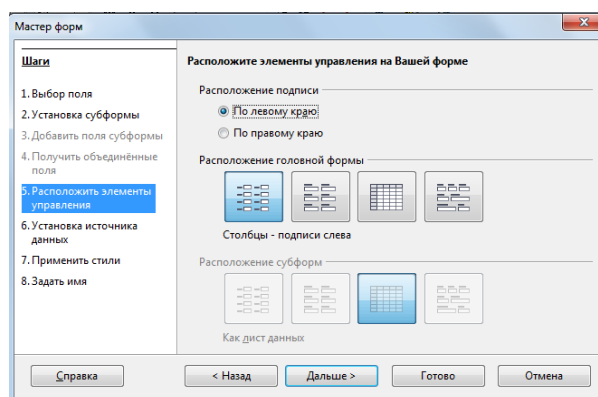 Мастер форм
Шаги
1. Выбор поля
2. Установка субформы
3. Добавить поля субформы
4. Получить объединённые
поля
5. Расположить элементы
управления
6. Установка источника
данных
7. Применить стили
8. Задать имя
Расположите элементы управления на Вашей форме
Расположение подписи
По левому краю
По правому краю
Расположение головной формы
Столбцы - подписи слева
Расположение субформ
Как лист данных
Справка
< Назад
Дальше >
Готово
Отмена